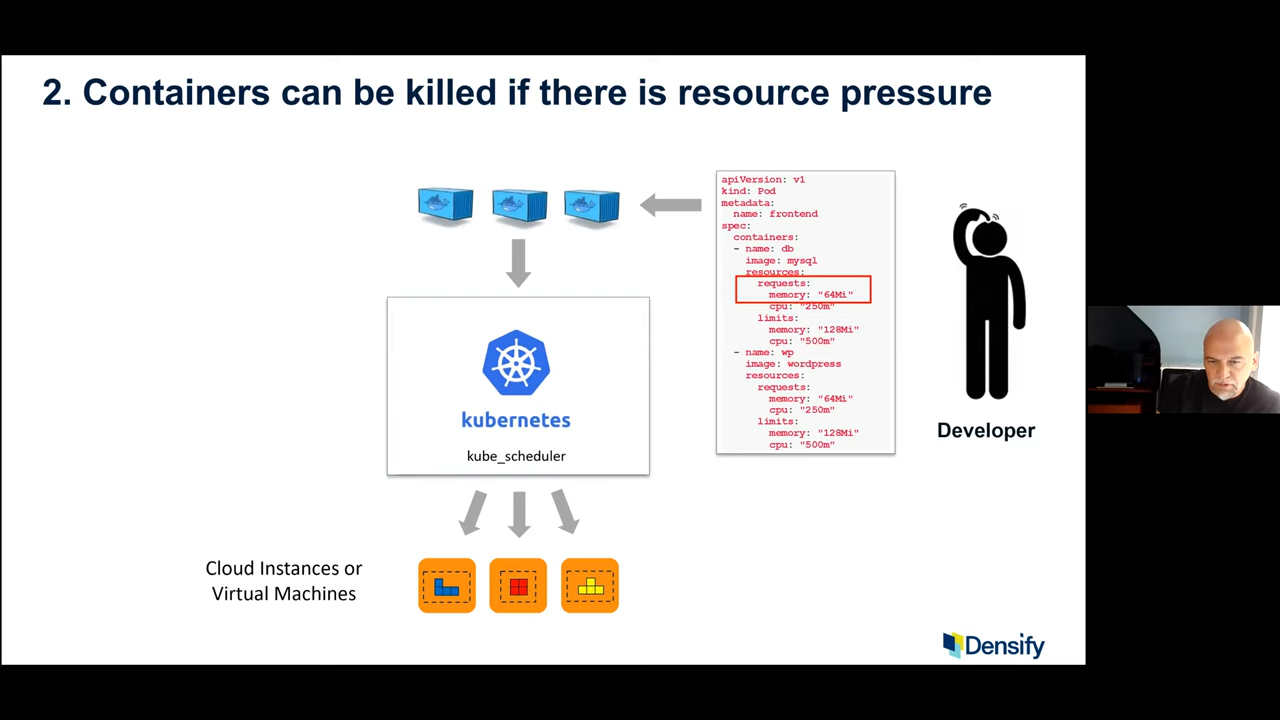 2. Containers can be killed if there is resource pressure
apiVersion: v1
kind: Pod
metadata:
name: frontend
spec:
containers:
- name: db
image: mysql
resources:
requests:
memory: "64Mi"
cpu: "250m"
limits:
memory: "128Mi"
cpu: "500m"
- name: wp
image: wordpress
resources:
requests:
memory: "64Mi"
cpu: "250m"
limits:
memory: "128Mi"
cpu: "500m"
Developer
kubernetes
kube_scheduler
Cloud Instances or
Virtual Machines
Densify